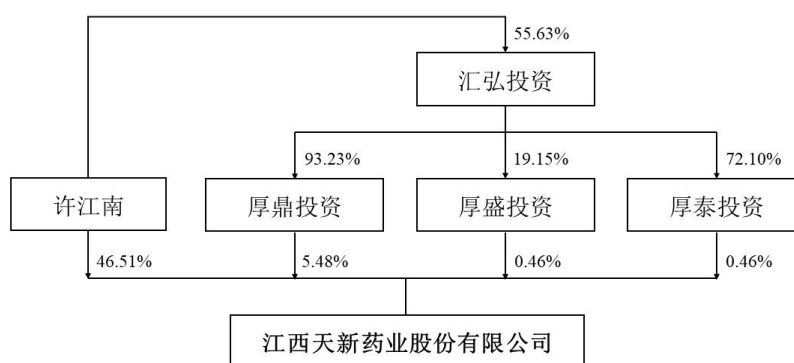 55.63%
汇弘投资
93.23%
19.15%
72.10%
许江南
厚鼎投资
厚盛投资
厚泰投资
46.51%
5.48%
0.46%
0.46%
江西天新药业股份有限公司